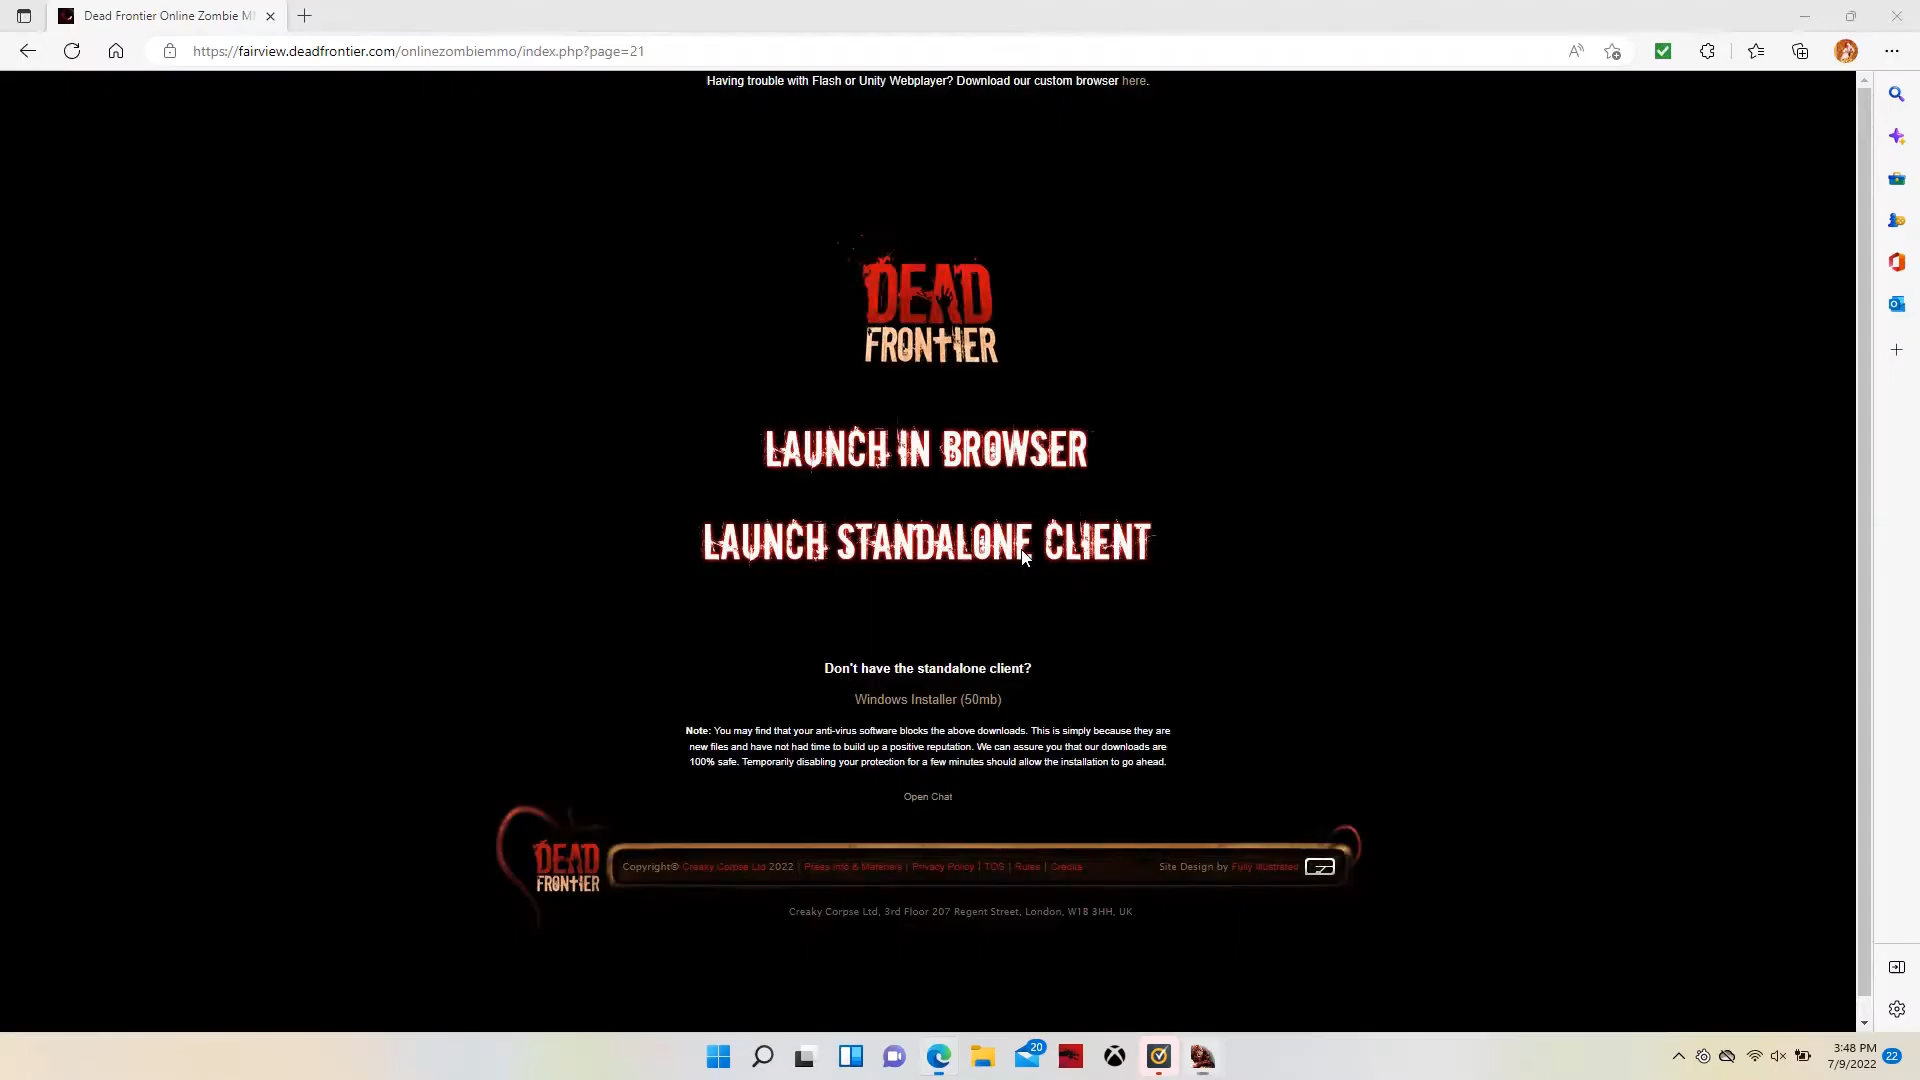 Dead Frontier Online Zombie M
https://fairview.deadfrontier.com/onlinezombiemmo/index.php?page=21
Having trouble with Flash or Unity Webplayer? Download our custom browser here.
DEAD
FRONTIER
LAUNCH IN BROWSER
LAUNCH STANDALONE CLIENT
Don't have the standalone client?
Windows Installer (50mb)
Note: You may find that your anti-virus software blocks the above downloads. This is simply because they are
new files and have not had time to build up a positive reputation. We can assure you that our downloads are
100% safe. Temporarily disabling your protection for a few minutes should allow the installation to go ahead.
Open Chat
DEAD
FRONTIER
Copyright© Creaky Corpse Ltd 2022 | Press Info & Materials | Privacy Policy | TOS | Rules | Credits
Site Design by Fully Illustrated
Creaky Corpse Ltd, 3rd Floor 207 Regent Street, London, W1B 3HH, UK
20
3:48 PM
7/9/2022
22